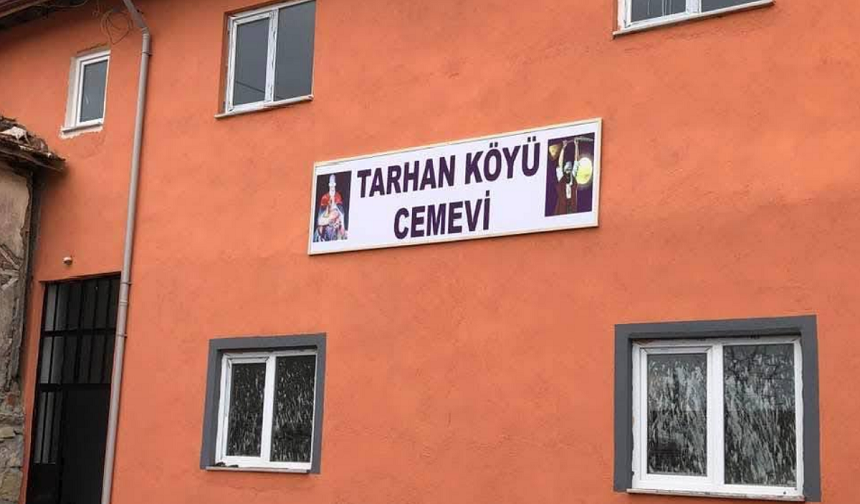 TARHAN KÖYÜ
CEMEVİ